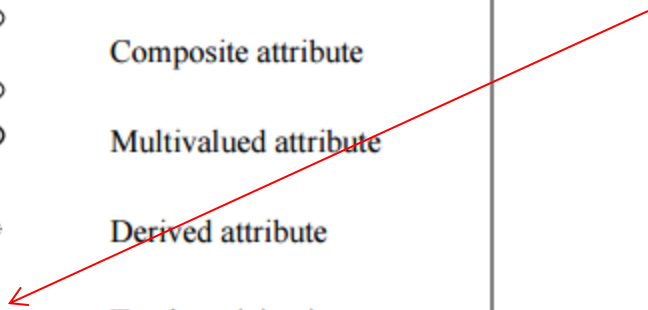 Composite attribute
Multivalued attribute
Derived attribute